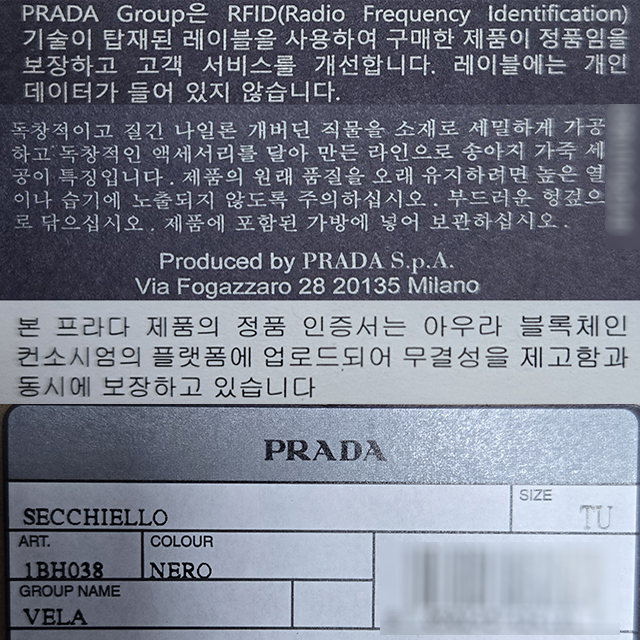 PRADA Group은 RFID(Radio Frequency Identification)
기술이 탑재된 레이블을 사용하여 구매한 제품이 정품임을
보장하고 고객 서비스를 개선합니다. 레이블에는 개인
데이터가 들어 있지 않습니다.
독창적이고 질긴 나일론 개버딘 직물을 소재로 세밀하게 가공
하고 독창적인 액세서리를 달아 만든 라인으로 송아지 가죽 세
공이 특징입니다. 제품의 원래 품질을 오래 유지하려면 높은 열
이나 습기에 노출되지 않도록 주의하십시오. 부드러운 헝겊으
로 닦으십시오. 제품에 포함된 가방에 넣어 보관하십시오.
Produced by PRADA S.p.A.
Via Fogazzaro 28 20135 Milano
본 프라다 제품의 정품 인증서는 아우라 블록체인
컨소시엄의 플랫폼에 업로드되어 무결성을 제고함과
동시에 보장하고 있습니다
PRADA
SECCHIELLO
SIZE
TU
ART.
1BH038
COLOUR
NERO
GROUP NAME
VELA